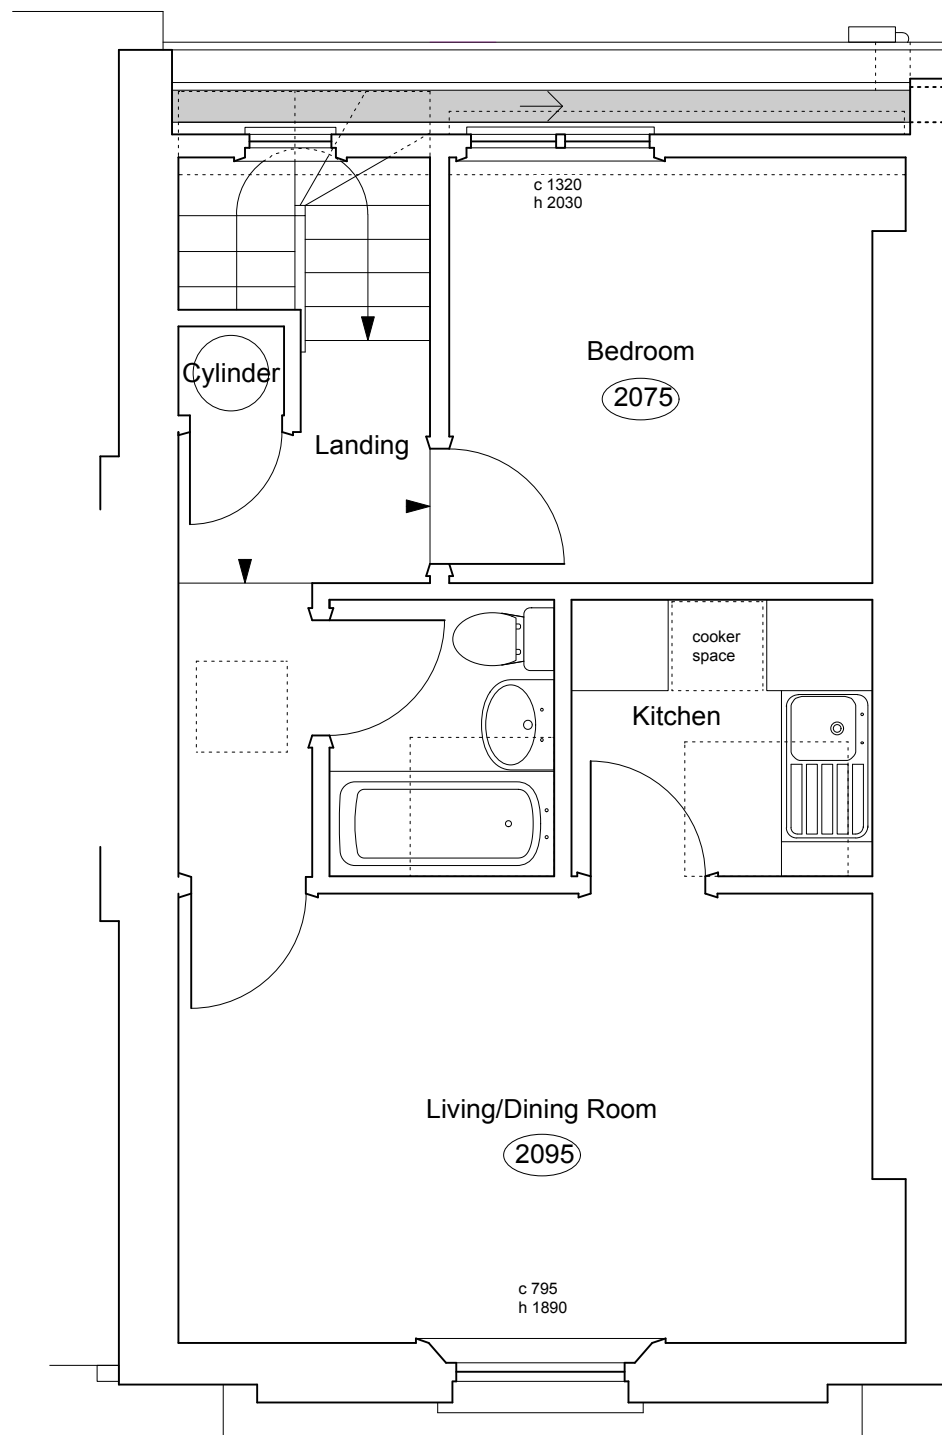 c 1320
h 2030
Bedroom
2075
Cylinder
Landing
cooker
space
Kitchen
Living/Dining Room
2095
c 795
h 1890